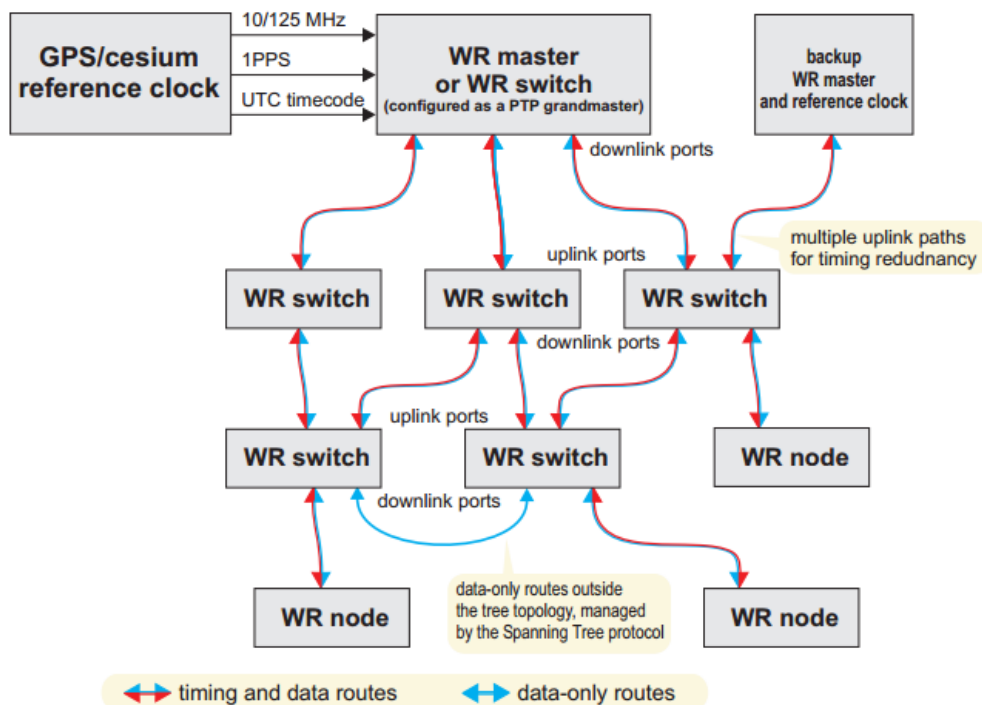 10/125 MHz
GPS/cesium
reference clock
1PPS
UTC timecode
WR master
or WR switch
(configured as a PTP grandmaster)
backup
WR master
and reference clock
downlink ports
multiple uplink paths
for timing redudnancy
uplink ports
WR switch
WR switch
WR switch
downlink ports
uplink ports
WR switch
WR switch
WR node
downlink ports
data-only routes outside
the tree topology, managed
by the Spanning Tree protocol
WR node
WR node
timing and data routes
data-only routes